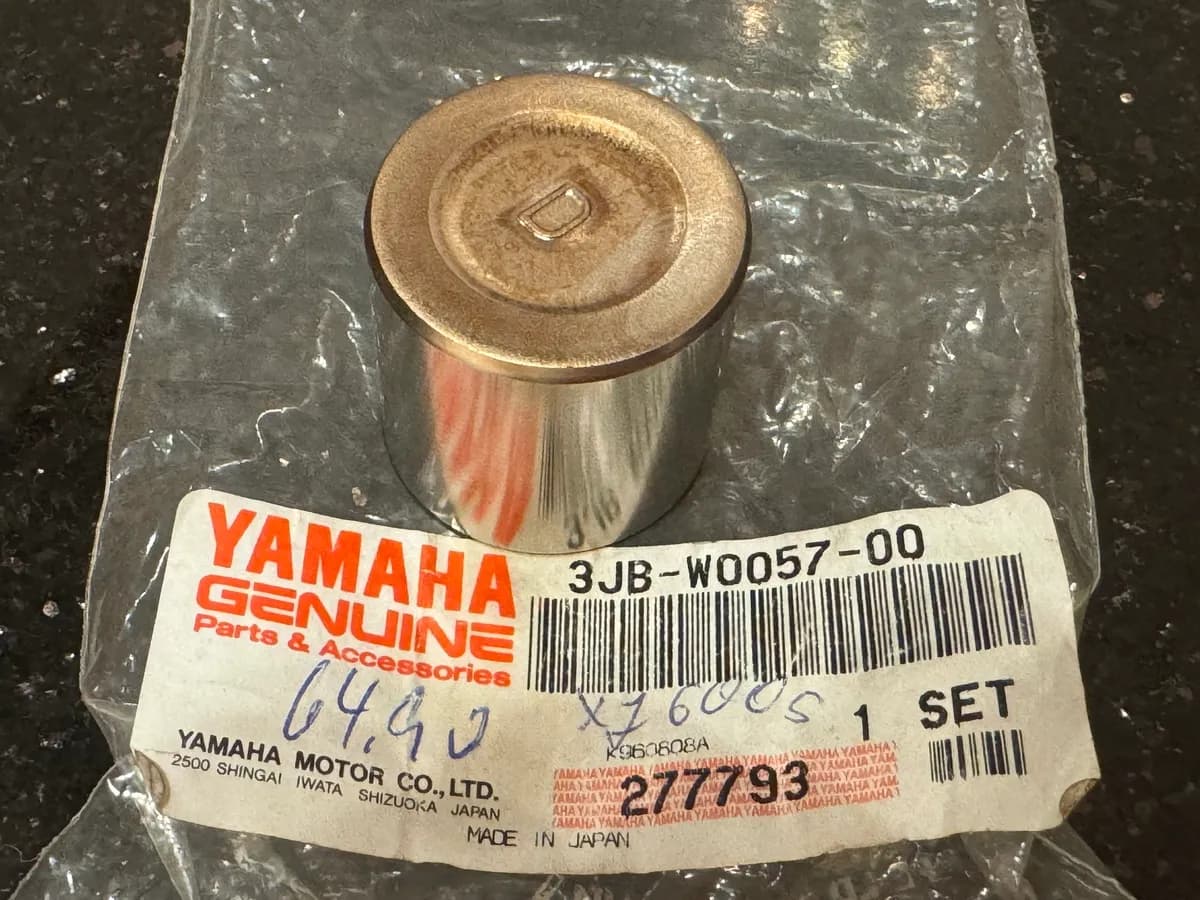 D
YAMAHA
GENUINE
Parts & Accessories
3JB-W0057-00
64.90
XJ600S
1 SET
K960608A
YAMAHA MOTOR CO.,LTD.
2500 SHINGAI IWATA SHIZUOKA JAPAN
277793
MADE IN JAPAN